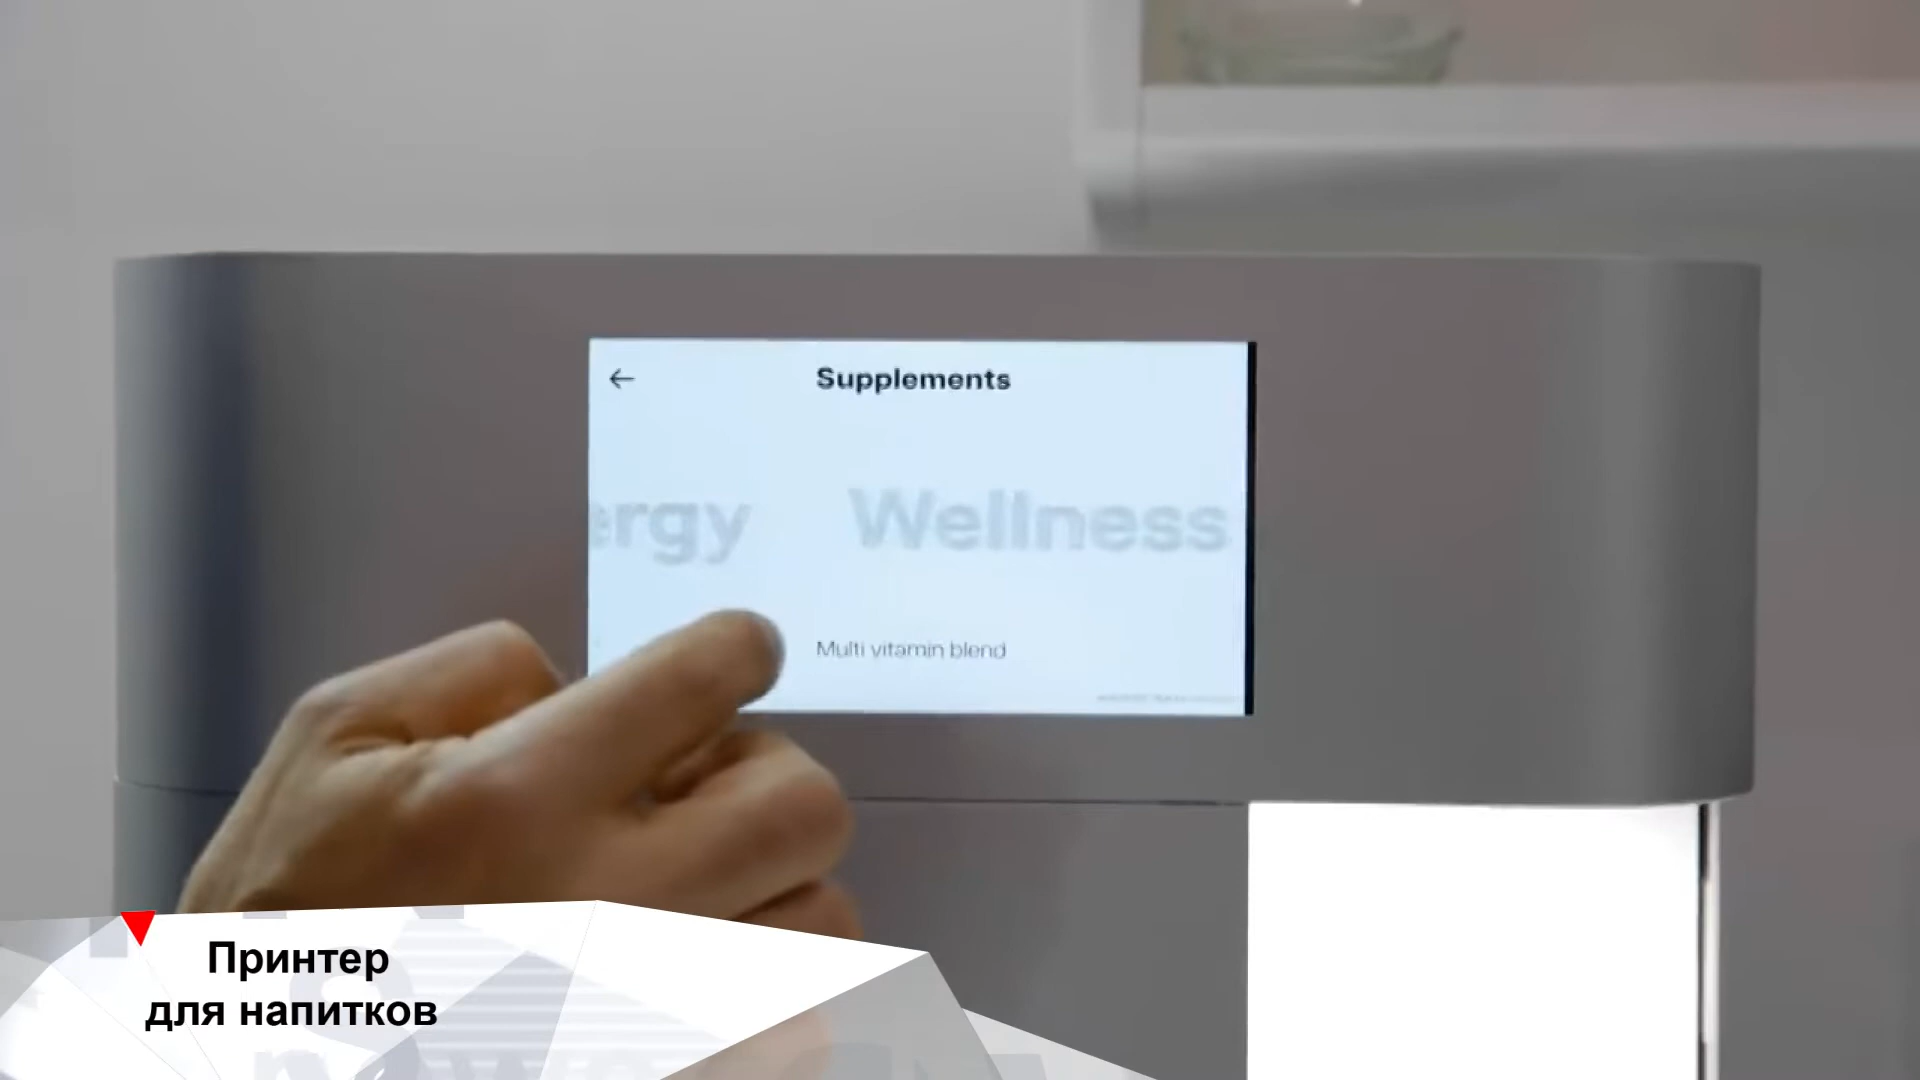 Supplements
ergy Wellness
Multi vitamin blend
Принтер
для напитков